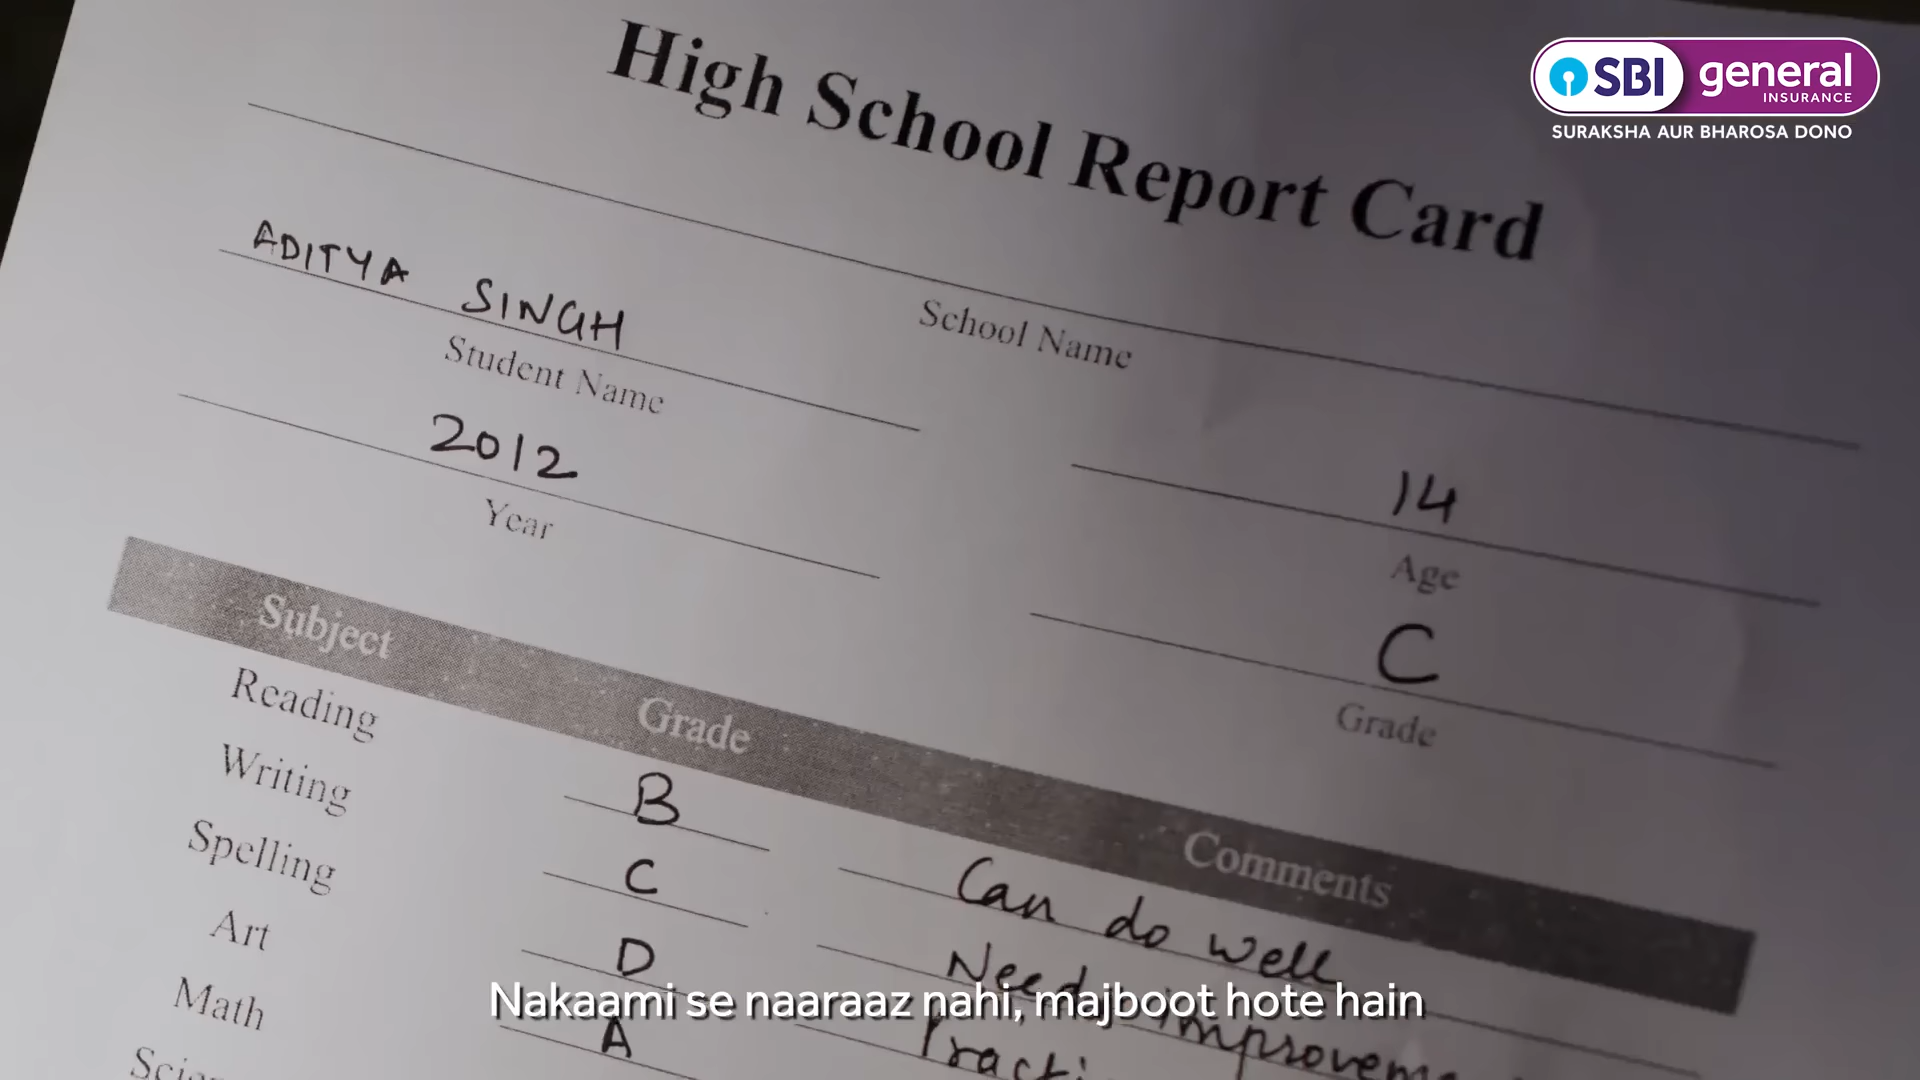 High School Report Card
SBI general
INSURANCE
SURAKSHA AUR BHAROSA DONO
School Name
ADITYA SINGH
Student Name
14
Age
2012
Year
C
Grade
Subject Grade Comments
Reading B Can do well
Writing C Needs
Spelling D
Art A
Math
Nakaami se naaraaz nahi, majboot hote hain